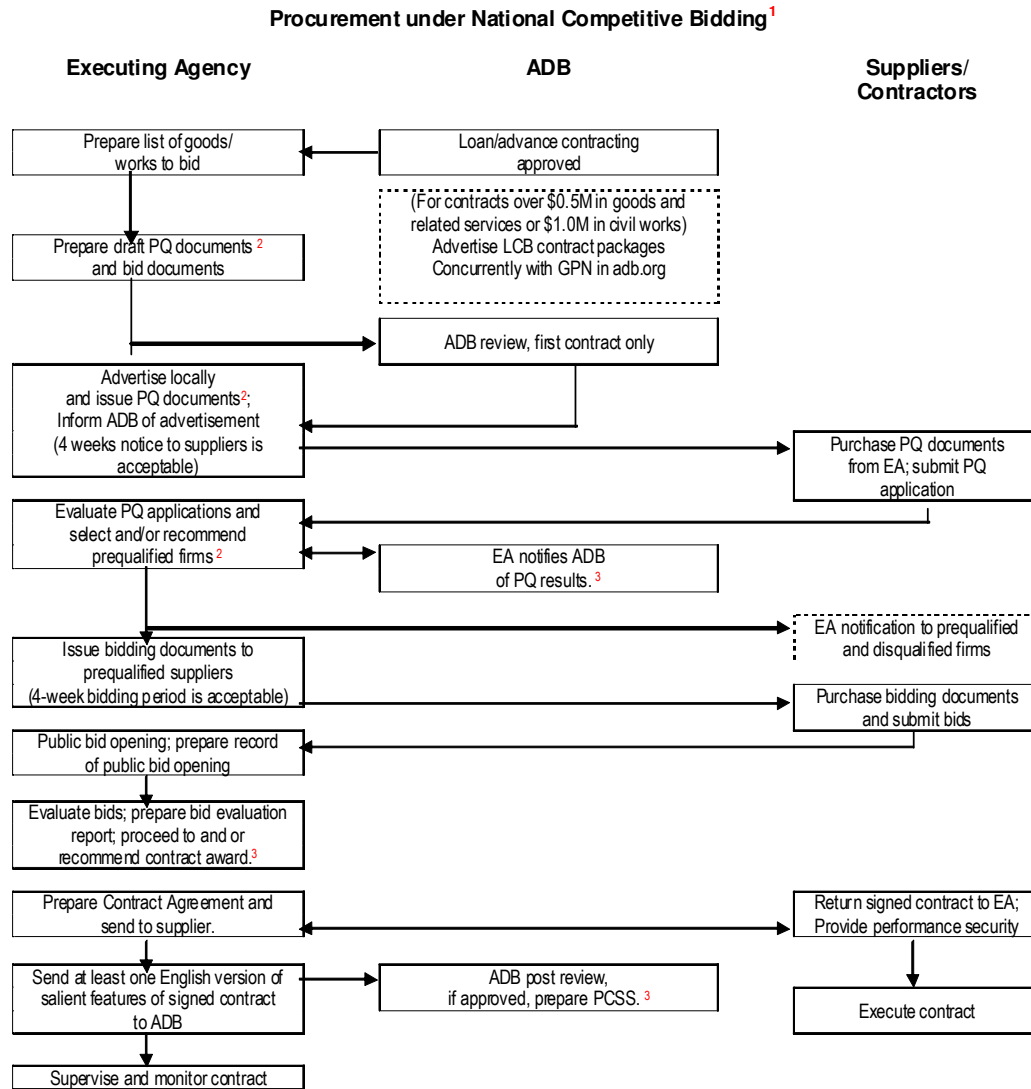 Procurement under National Competitive Bidding1
Executing Agency
ADB
Suppliers/
Contractors
Prepare list of goods/
works to bid
Loan/advance contracting
approved
(For contracts over $0.5M in goods and
related services or $1.0M in civil works)
Advertise LCB contract packages
Concurrently with GPN in adb.org
Prepare draft PQ documents 2
and bid documents
ADB review, first contract only
Advertise locally
and issue PQ documents2;
Inform ADB of advertisement
(4 weeks notice to suppliers is
acceptable)
Purchase PQ documents
from EA; submit PQ
application
Evaluate PQ applications and
select and/or recommend
prequalified firms 2
EA notifies ADB
of PQ results. 3
EA notification to prequalified
and disqualified firms
Issue bidding documents to
prequalified suppliers
(4-week bidding period is acceptable)
Purchase bidding documents
and submit bids
Public bid opening; prepare record
of public bid opening
Evaluate bids; prepare bid evaluation
report; proceed to and or
recommend contract award.3
Prepare Contract Agreement and
send to supplier.
Return signed contract to EA;
Provide performance security
Send at least one English version of
salient features of signed contract
to ADB
ADB post review,
if approved, prepare PCSS. 3
Execute contract
Supervise and monitor contract